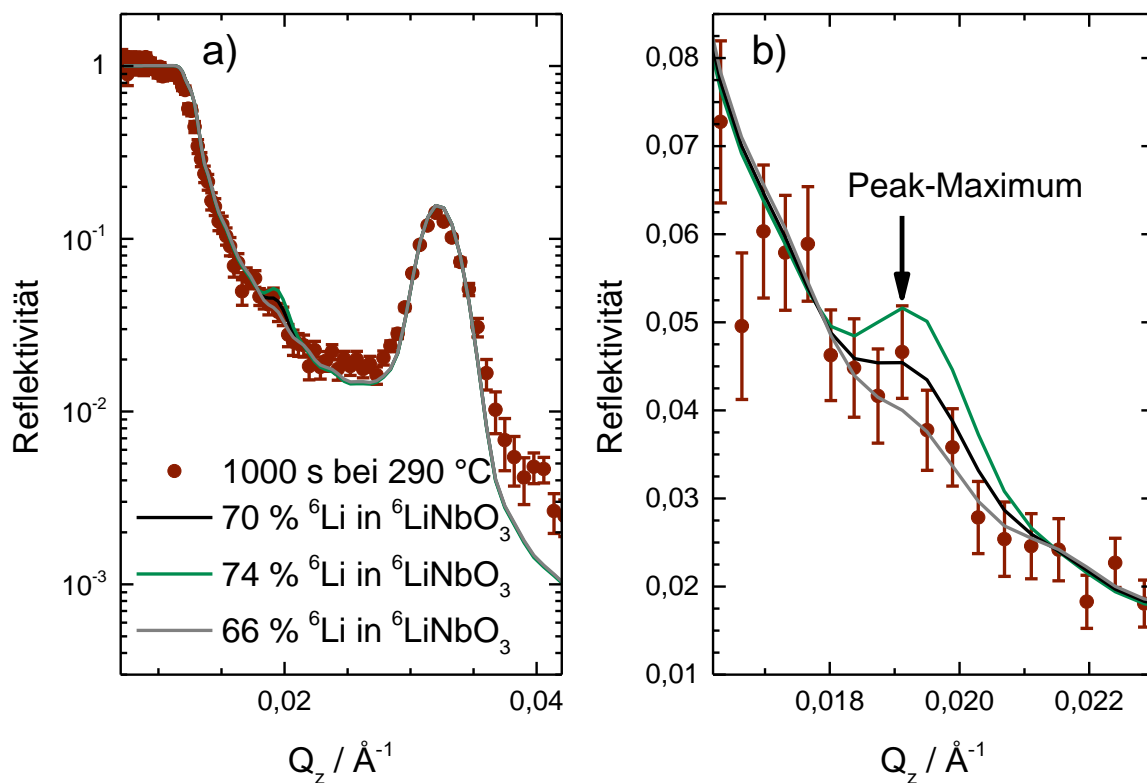 a)
1
10⁻¹
10⁻²
10⁻³
Reflektivität
1000 s bei 290 °C
70 % ⁶Li in ⁶LiNbO₃
74 % ⁶Li in ⁶LiNbO₃
66 % ⁶Li in ⁶LiNbO₃
0,02
0,04
Q_z / Å⁻¹
b)
0,08
0,07
0,06
0,05
0,04
0,03
0,02
0,01
Reflektivität
Peak-Maximum
0,018
0,020
0,022
Q_z / Å⁻¹